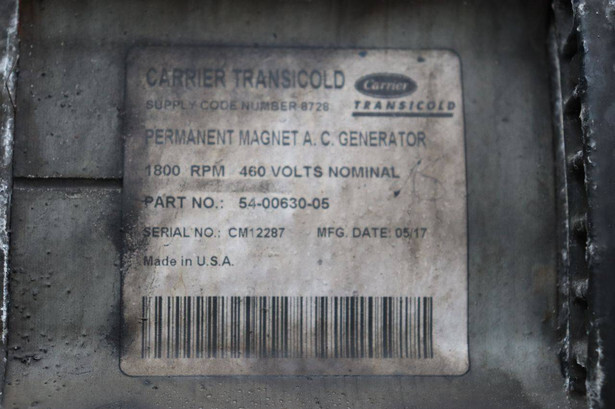 CARRIER TRANSICOLD
Carrier
SUPPLY CODE NUMBER 8728
TRANSICOLD
PERMANENT MAGNET A.C. GENERATOR
1800 RPM 460 VOLTS NOMINAL
PART NO.: 54-00630-05
SERIAL NO.: CM12287 MFG. DATE: 05/17
Made in U.S.A.